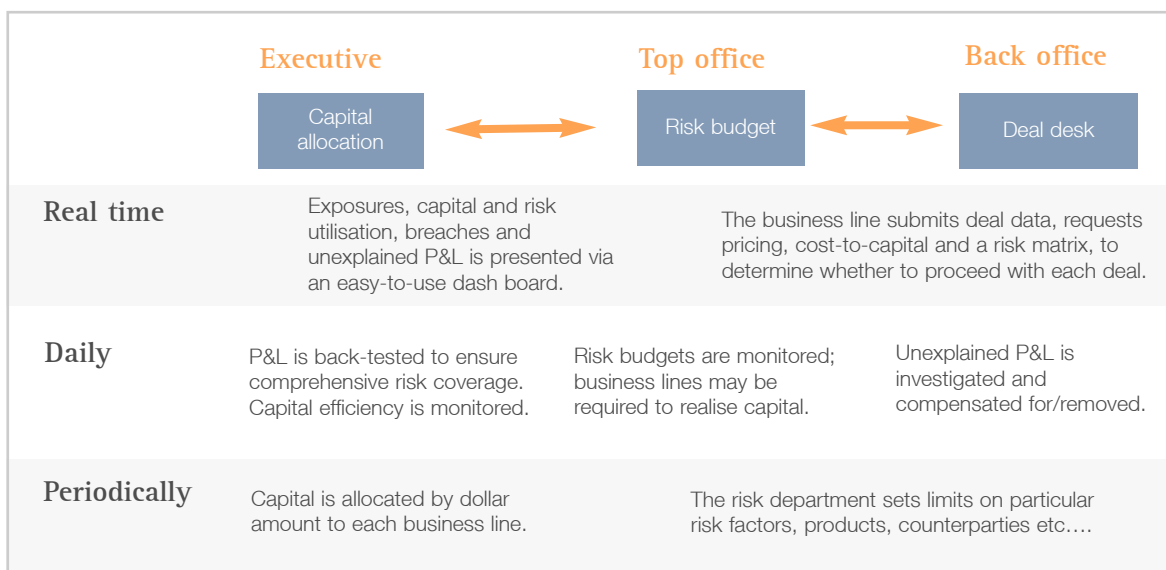 Executive
Top office
Back office
Capital
allocation
Risk budget
Deal desk
Real time
Exposures, capital and risk
utilisation, breaches and
unexplained P&L is presented via
an easy-to-use dash board.
The business line submits deal data, requests
pricing, cost-to-capital and a risk matrix, to
determine whether to proceed with each deal.
Daily
P&L is back-tested to ensure
comprehensive risk coverage.
Capital efficiency is monitored.
Risk budgets are monitored;
business lines may be
required to realise capital.
Unexplained P&L is
investigated and
compensated for/removed.
Periodically
Capital is allocated by dollar
amount to each business line.
The risk department sets limits on particular
risk factors, products, counterparties etc….